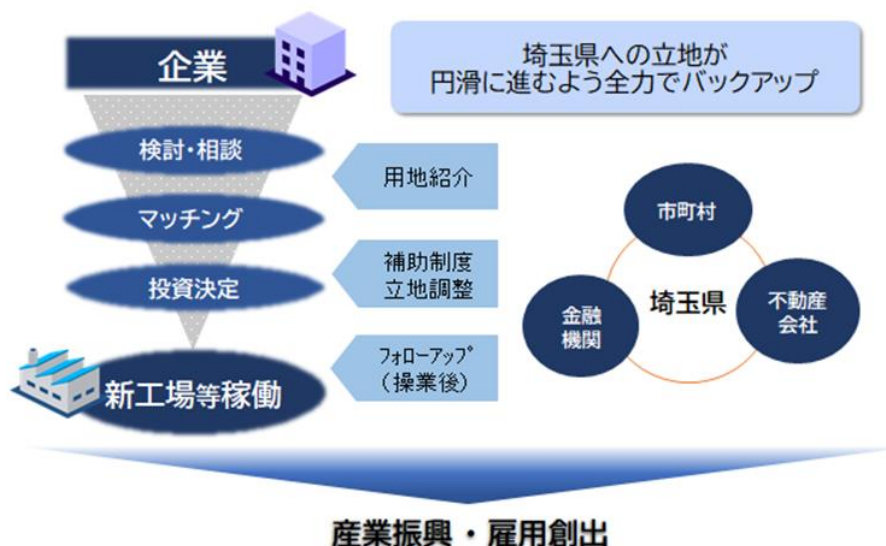 企業
埼玉県への立地が
円滑に進むよう全力でバックアップ
検討・相談
用地紹介
マッチング
補助制度
立地調整
投資決定
フォローアップ
(操業後)
新工場等稼働
市町村
埼玉県
金融
機関
不動産
会社
産業振興・雇用創出